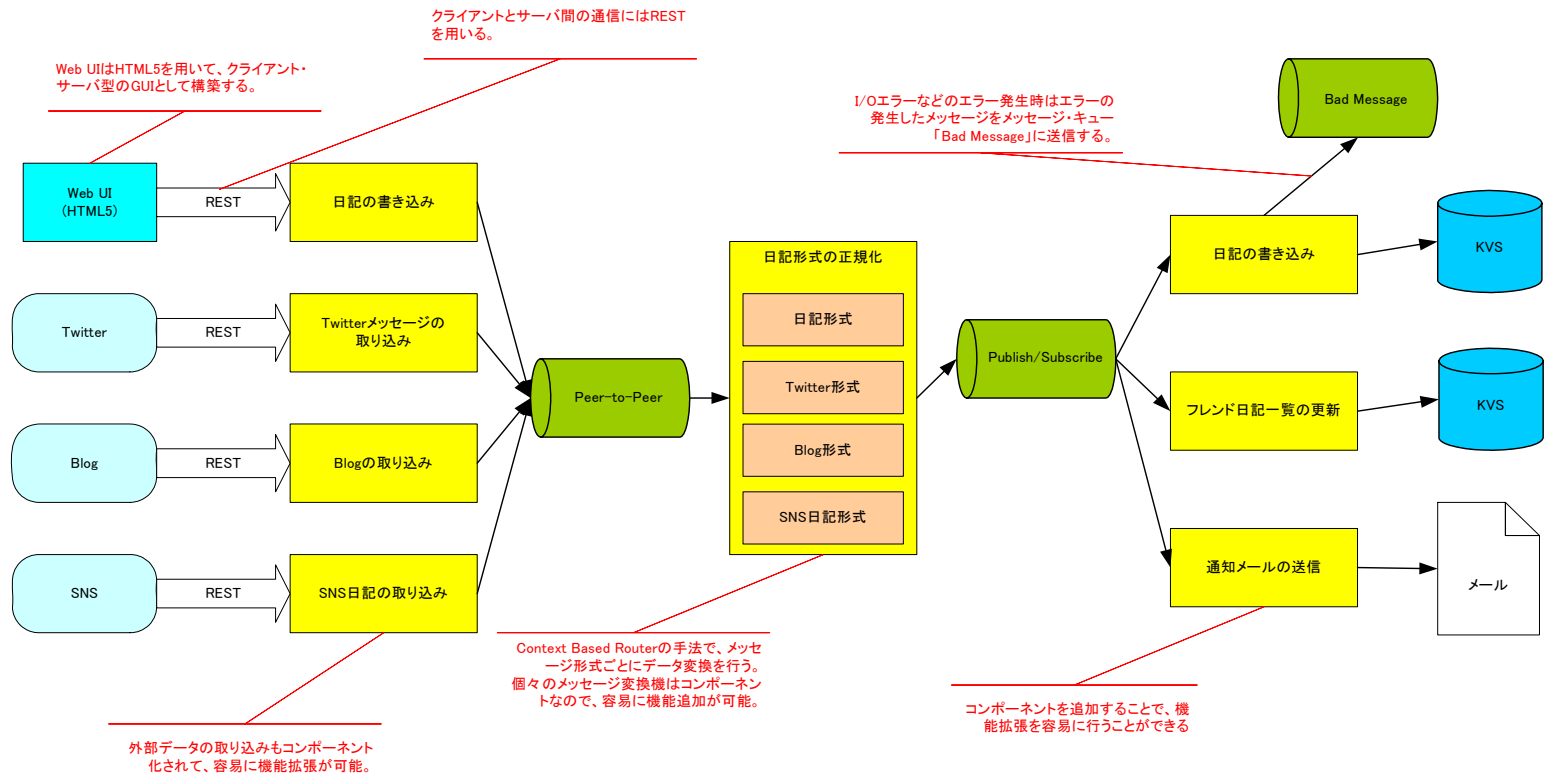 クライアントとサーバ間の通信にはREST
を用いる。
Web UIはHTML5を用いて、クライアント・
サーバ型のGUIとして構築する。
I/Oエラーなどのエラー発生時はエラーの
発生したメッセージをメッセージ・キュー
「Bad Message」に送信する。
Bad Message
Web UI
(HTML5)
REST
日記の書き込み
日記形式の正規化
日記の書き込み
KVS
Twitter
REST
Twitterメッセージの
取り込み
日記形式
Publish/Subscribe
Peer-to-Peer
Twitter形式
フレンド日記一覧の更新
KVS
Blog
REST
Blogの取り込み
Blog形式
SNS日記形式
SNS
REST
SNS日記の取り込み
通知メールの送信
メール
Context Based Routerの手法で、メッセ
ージ形式ごとにデータ変換を行う。
個々のメッセージ変換機はコンポーネン
トなので、容易に機能追加が可能。
コンポーネントを追加することで、機
能拡張を容易に行うことができる
外部データの取り込みもコンポーネント
化されて、容易に機能拡張が可能。